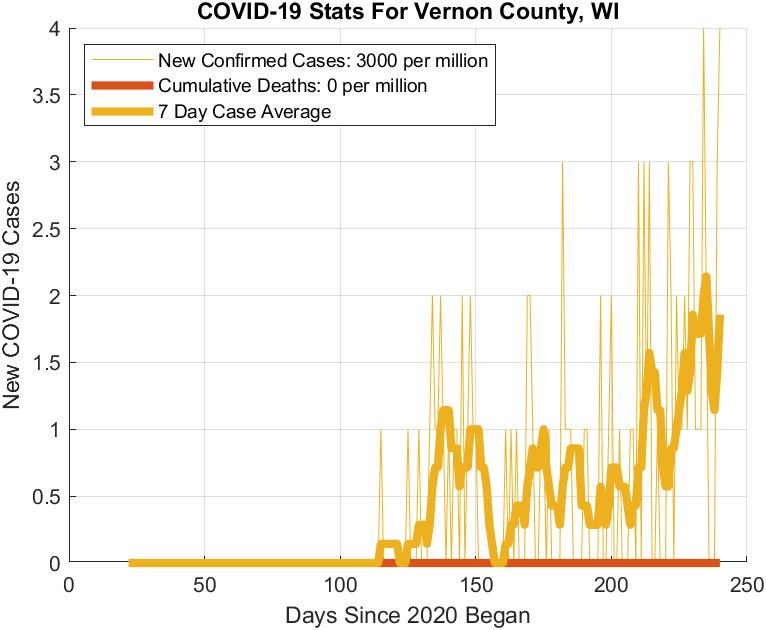 COVID-19 Stats For Vernon County, WI
New Confirmed Cases: 3000 per million
Cumulative Deaths: 0 per million
7 Day Case Average
New COVID-19 Cases
4
3.5
3
2.5
2
1.5
1
0.5
0
0 50 100 150 200 250
Days Since 2020 Began